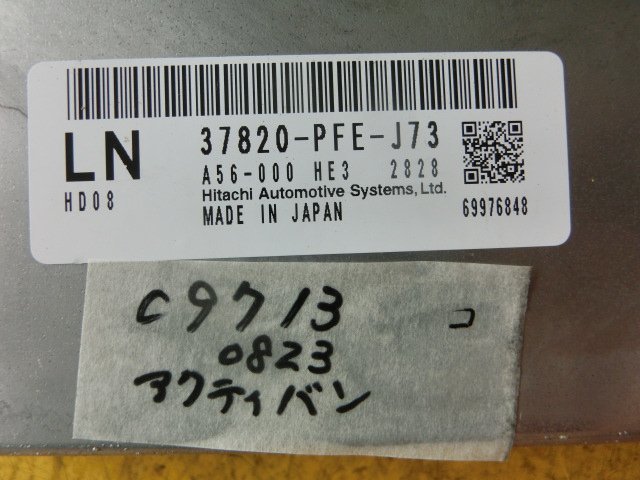 LN
37820-PFE-J73
A56-000 HE3 2828
HD08
Hitachi Automotive Systems, Ltd.
MADE IN JAPAN
69976848
C9713 コ
0823
アクティバン